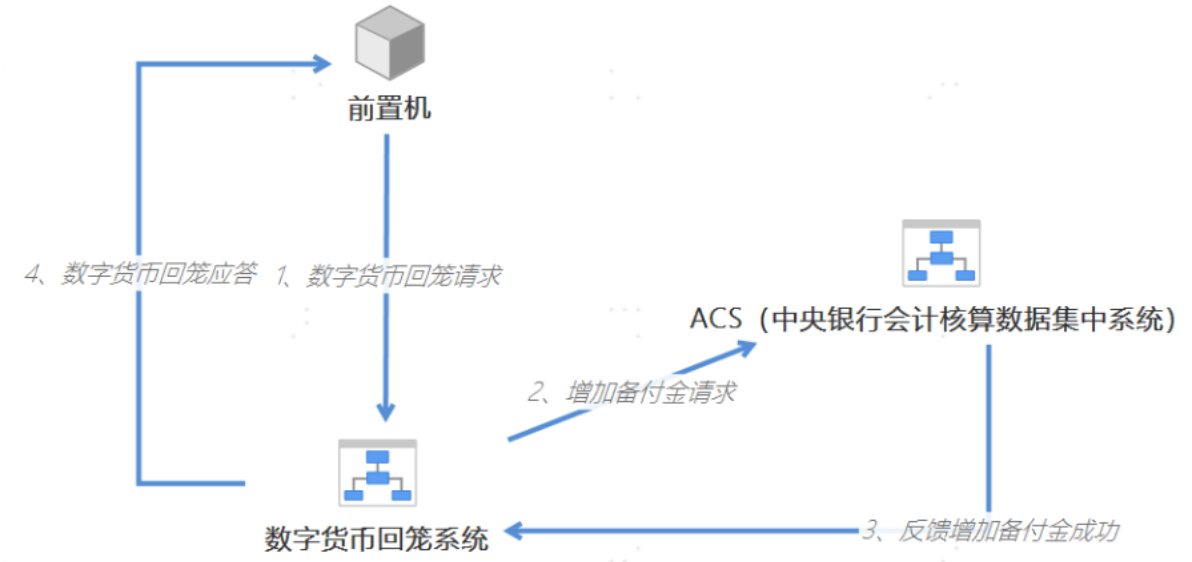 前置机
4、数字货币回笼应答
1、数字货币回笼请求
ACS（中央银行会计核算数据集中系统）
2、增加备付金请求
3、反馈增加备付金成功
数字货币回笼系统